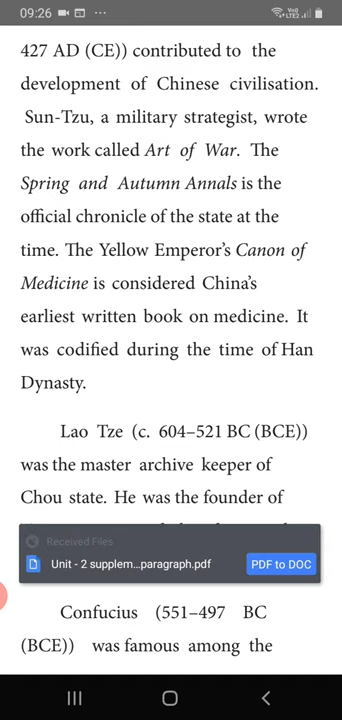 09:26
427 AD (CE)) contributed to the
development of Chinese civilisation.
Sun-Tzu, a military strategist, wrote
the work called Art of War. The
Spring and Autumn Annals is the
official chronicle of the state at the
time. The Yellow Emperor's Canon of
Medicine is considered China's
earliest written book on medicine. It
was codified during the time of Han
Dynasty.
Lao Tze (c. 604–521 BC (BCE))
was the master archive keeper of
Chou state. He was the founder of
Received Files
Unit - 2 supplem...paragraph.pdf
PDF to DOC
Confucius (551–497 BC
(BCE)) was famous among the